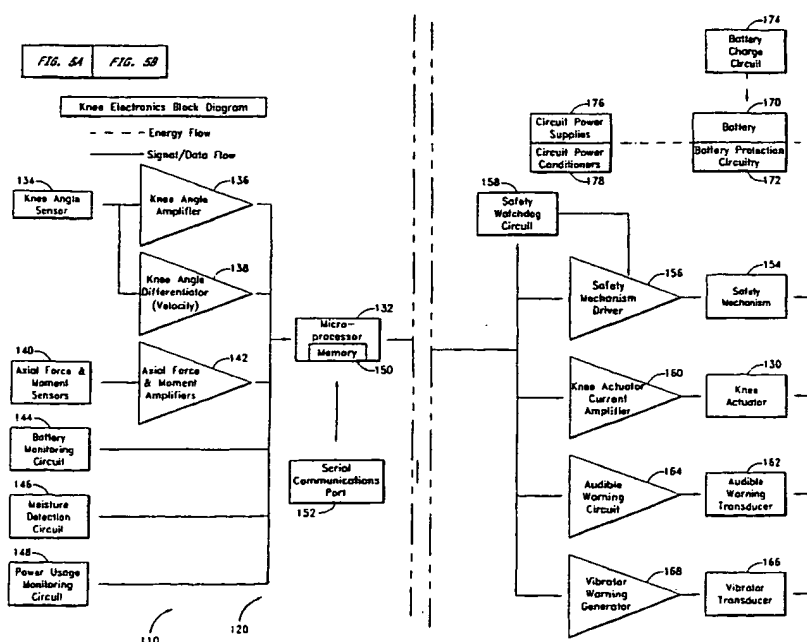 FIG. 5A FIG. 5B
Knee Electronics Block Diagram
Energy Flow
Signal/Data Flow
134
Knee Angle
Sensor
136
Knee Angle
Amplifier
138
Knee Angle
Differentiator
(Velocity)
140
Axial Force &
Moment
Sensors
142
Axial Force
& Moment
Amplifiers
144
Battery
Monitoring
Circuit
146
Moisture
Detection
Circuit
148
Power Usage
Monitoring
Circuit
110
120
132
Micro-
processor
Memory
150
Serial
Communications
Port
152
174
Battery
Charge
Circuit
176
Circuit Power
Supplies
Circuit Power
Conditioners
178
170
Battery
Battery Protection
Circuitry
172
158
Safety
Watchdog
Circuit
156
Safety
Mechanism
Driver
154
Safety
Mechanism
160
Knee Actuator
Current
Amplifier
130
Knee
Actuator
164
Audible
Warning
Circuit
162
Audible
Warning
Transducer
168
Vibrator
Warning
Generator
166
Vibrator
Transducer